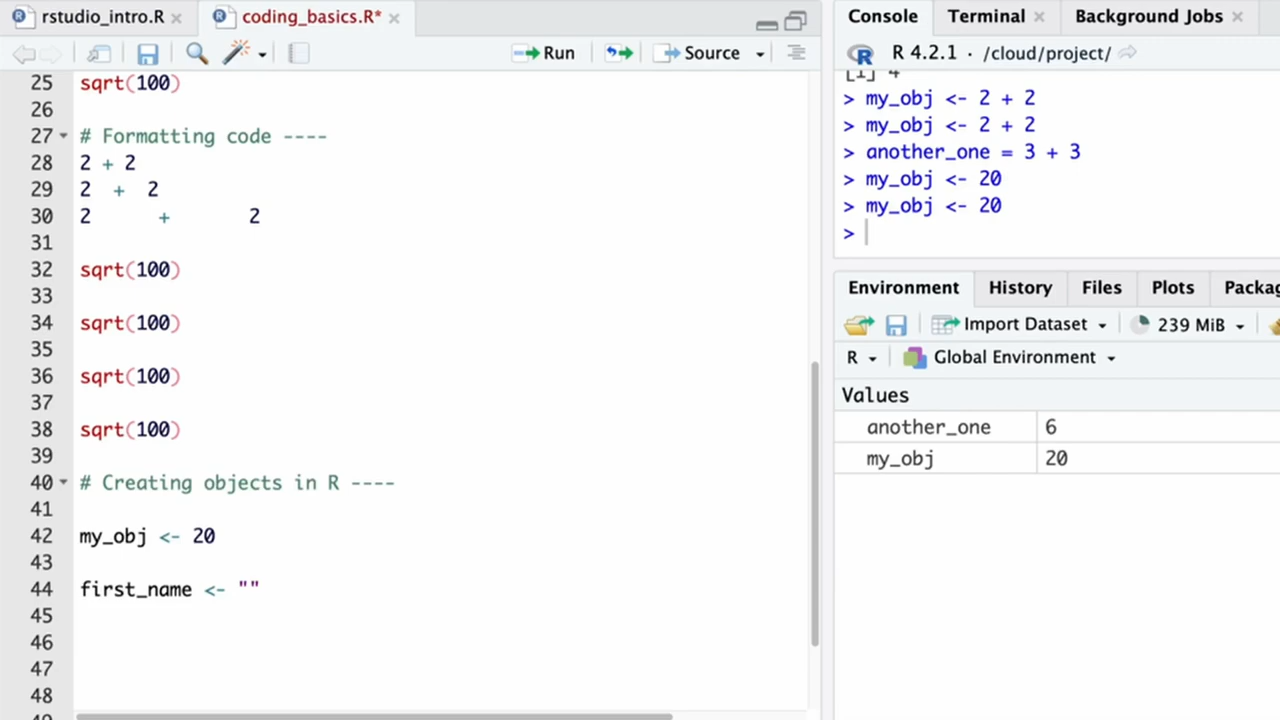 rstudio_intro.R
coding_basics.R*
Run
Source
25 sqrt(100)
26
27 # Formatting code ----
28 2 + 2
29 2  +  2
30 2      +       2
31
32 sqrt(100)
33
34 sqrt(100)
35
36 sqrt(100)
37
38 sqrt(100)
39
40 # Creating objects in R ----
41
42 my_obj <- 20
43
44 first_name <- ""
45
46
47
48
Console Terminal Background Jobs
R 4.2.1 · /cloud/project/
[1] 4
> my_obj <- 2 + 2
> my_obj <- 2 + 2
> another_one = 3 + 3
> my_obj <- 20
> my_obj <- 20
>
Environment History Files Plots Packag
Import Dataset 239 MiB
R Global Environment
Values
another_one 6
my_obj 20